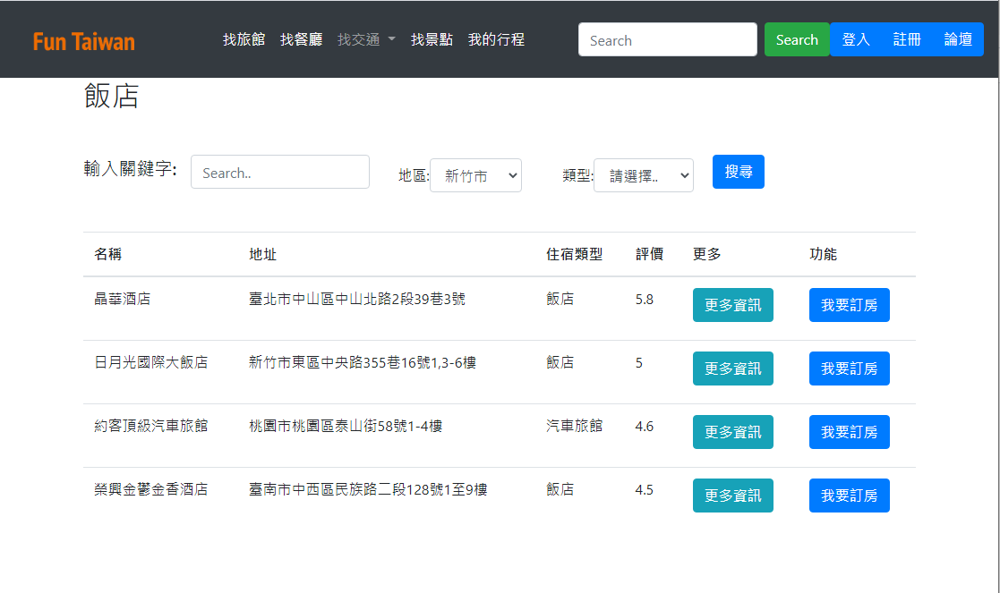 Fun Taiwan 找旅館 找餐廳 找交通 找景點 我的行程 Search Search 登入 註冊 論壇
飯店
輸入關鍵字: Search.. 地區: 新竹市 類型: 請選擇.. 搜尋
名稱 地址 住宿類型 評價 更多 功能
晶華酒店 臺北市中山區中山北路2段39巷3號 飯店 5.8 更多資訊 我要訂房
日月光國際大飯店 新竹市東區中央路355巷16號1,3-6樓 飯店 5 更多資訊 我要訂房
約客頂級汽車旅館 桃園市桃園區泰山街58號1-4樓 汽車旅館 4.6 更多資訊 我要訂房
榮興金鬱金香酒店 臺南市中西區民族路二段128號1至9樓 飯店 4.5 更多資訊 我要訂房